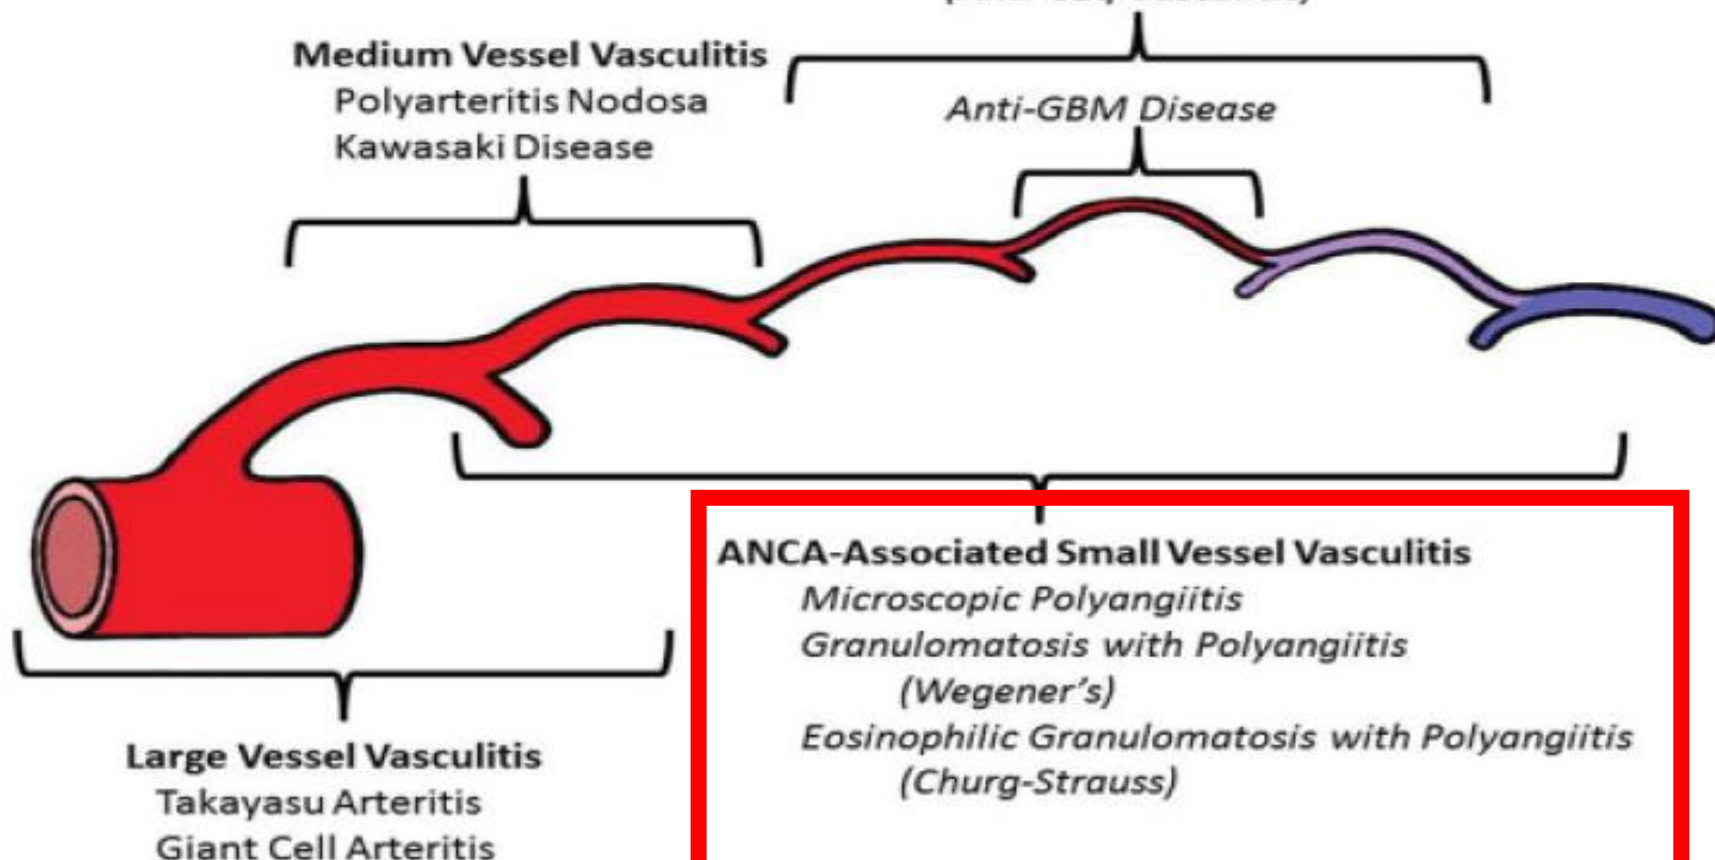 Medium Vessel Vasculitis
Polyarteritis Nodosa
Kawasaki Disease
Anti-GBM Disease
ANCA-Associated Small Vessel Vasculitis
Microscopic Polyangiitis
Granulomatosis with Polyangiitis
(Wegener's)
Eosinophilic Granulomatosis with Polyangiitis
(Churg-Strauss)
Large Vessel Vasculitis
Takayasu Arteritis
Giant Cell Arteritis